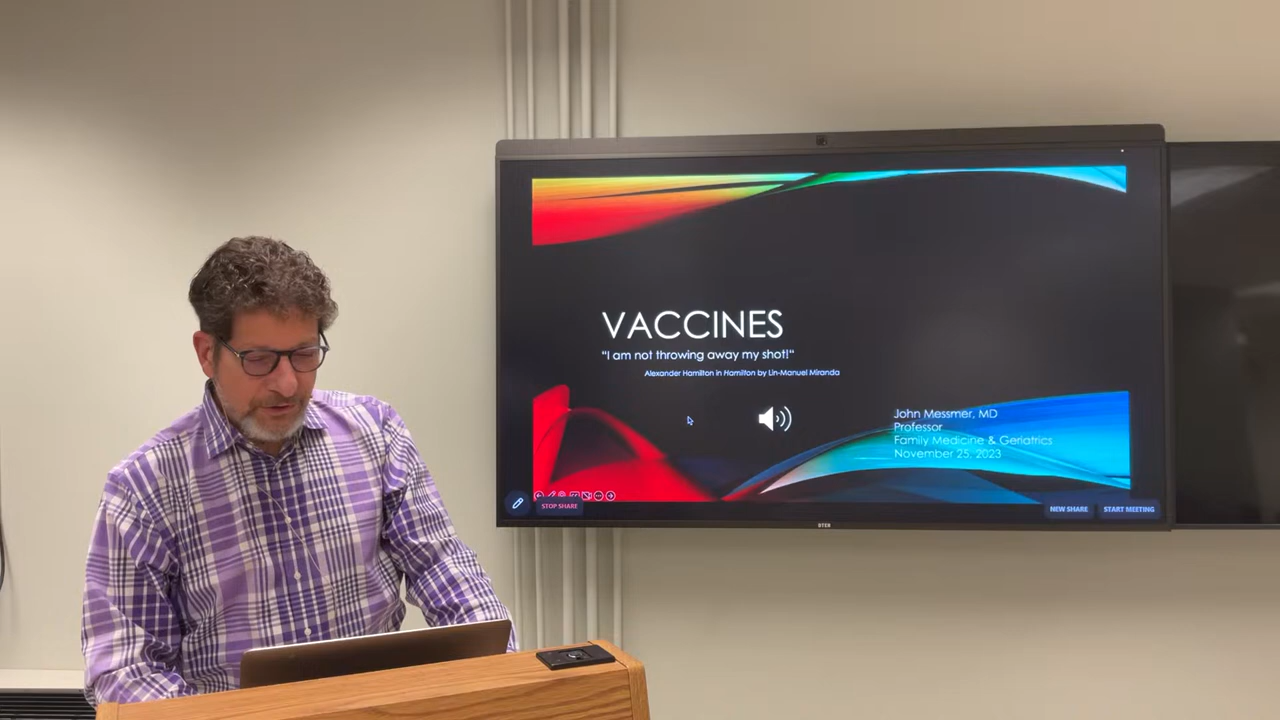 VACCINES
"I am not throwing away my shot!"
Alexander Hamilton in Hamilton by Lin-Manuel Miranda
John Messmer, MD
Professor
Family Medicine & Geriatrics
November 25, 2023
STOP SHARE
NEW SHARE
START MEETING